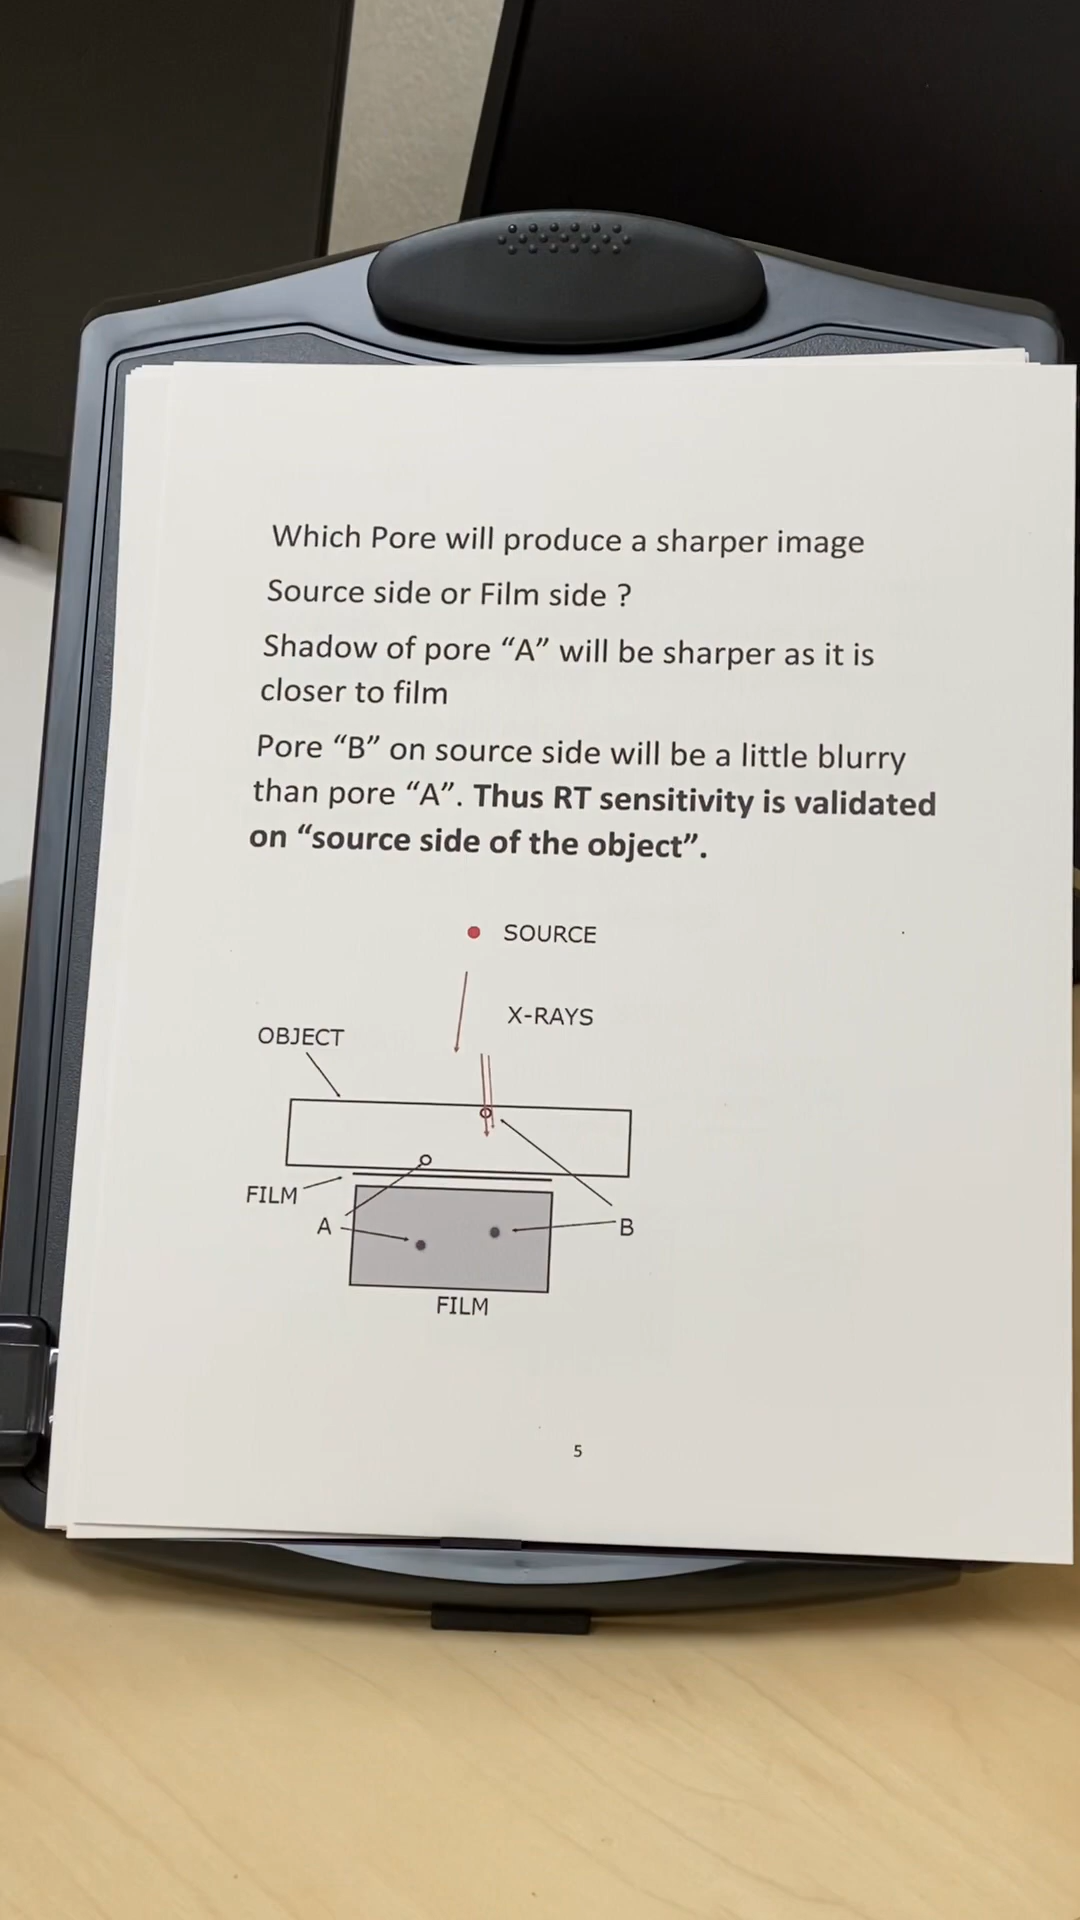 Which Pore will produce a sharper image
Source side or Film side ?
Shadow of pore “A” will be sharper as it is
closer to film
Pore “B” on source side will be a little blurry
than pore “A”. Thus RT sensitivity is validated
on “source side of the object”.
SOURCE
X-RAYS
OBJECT
FILM
A
B
FILM
5